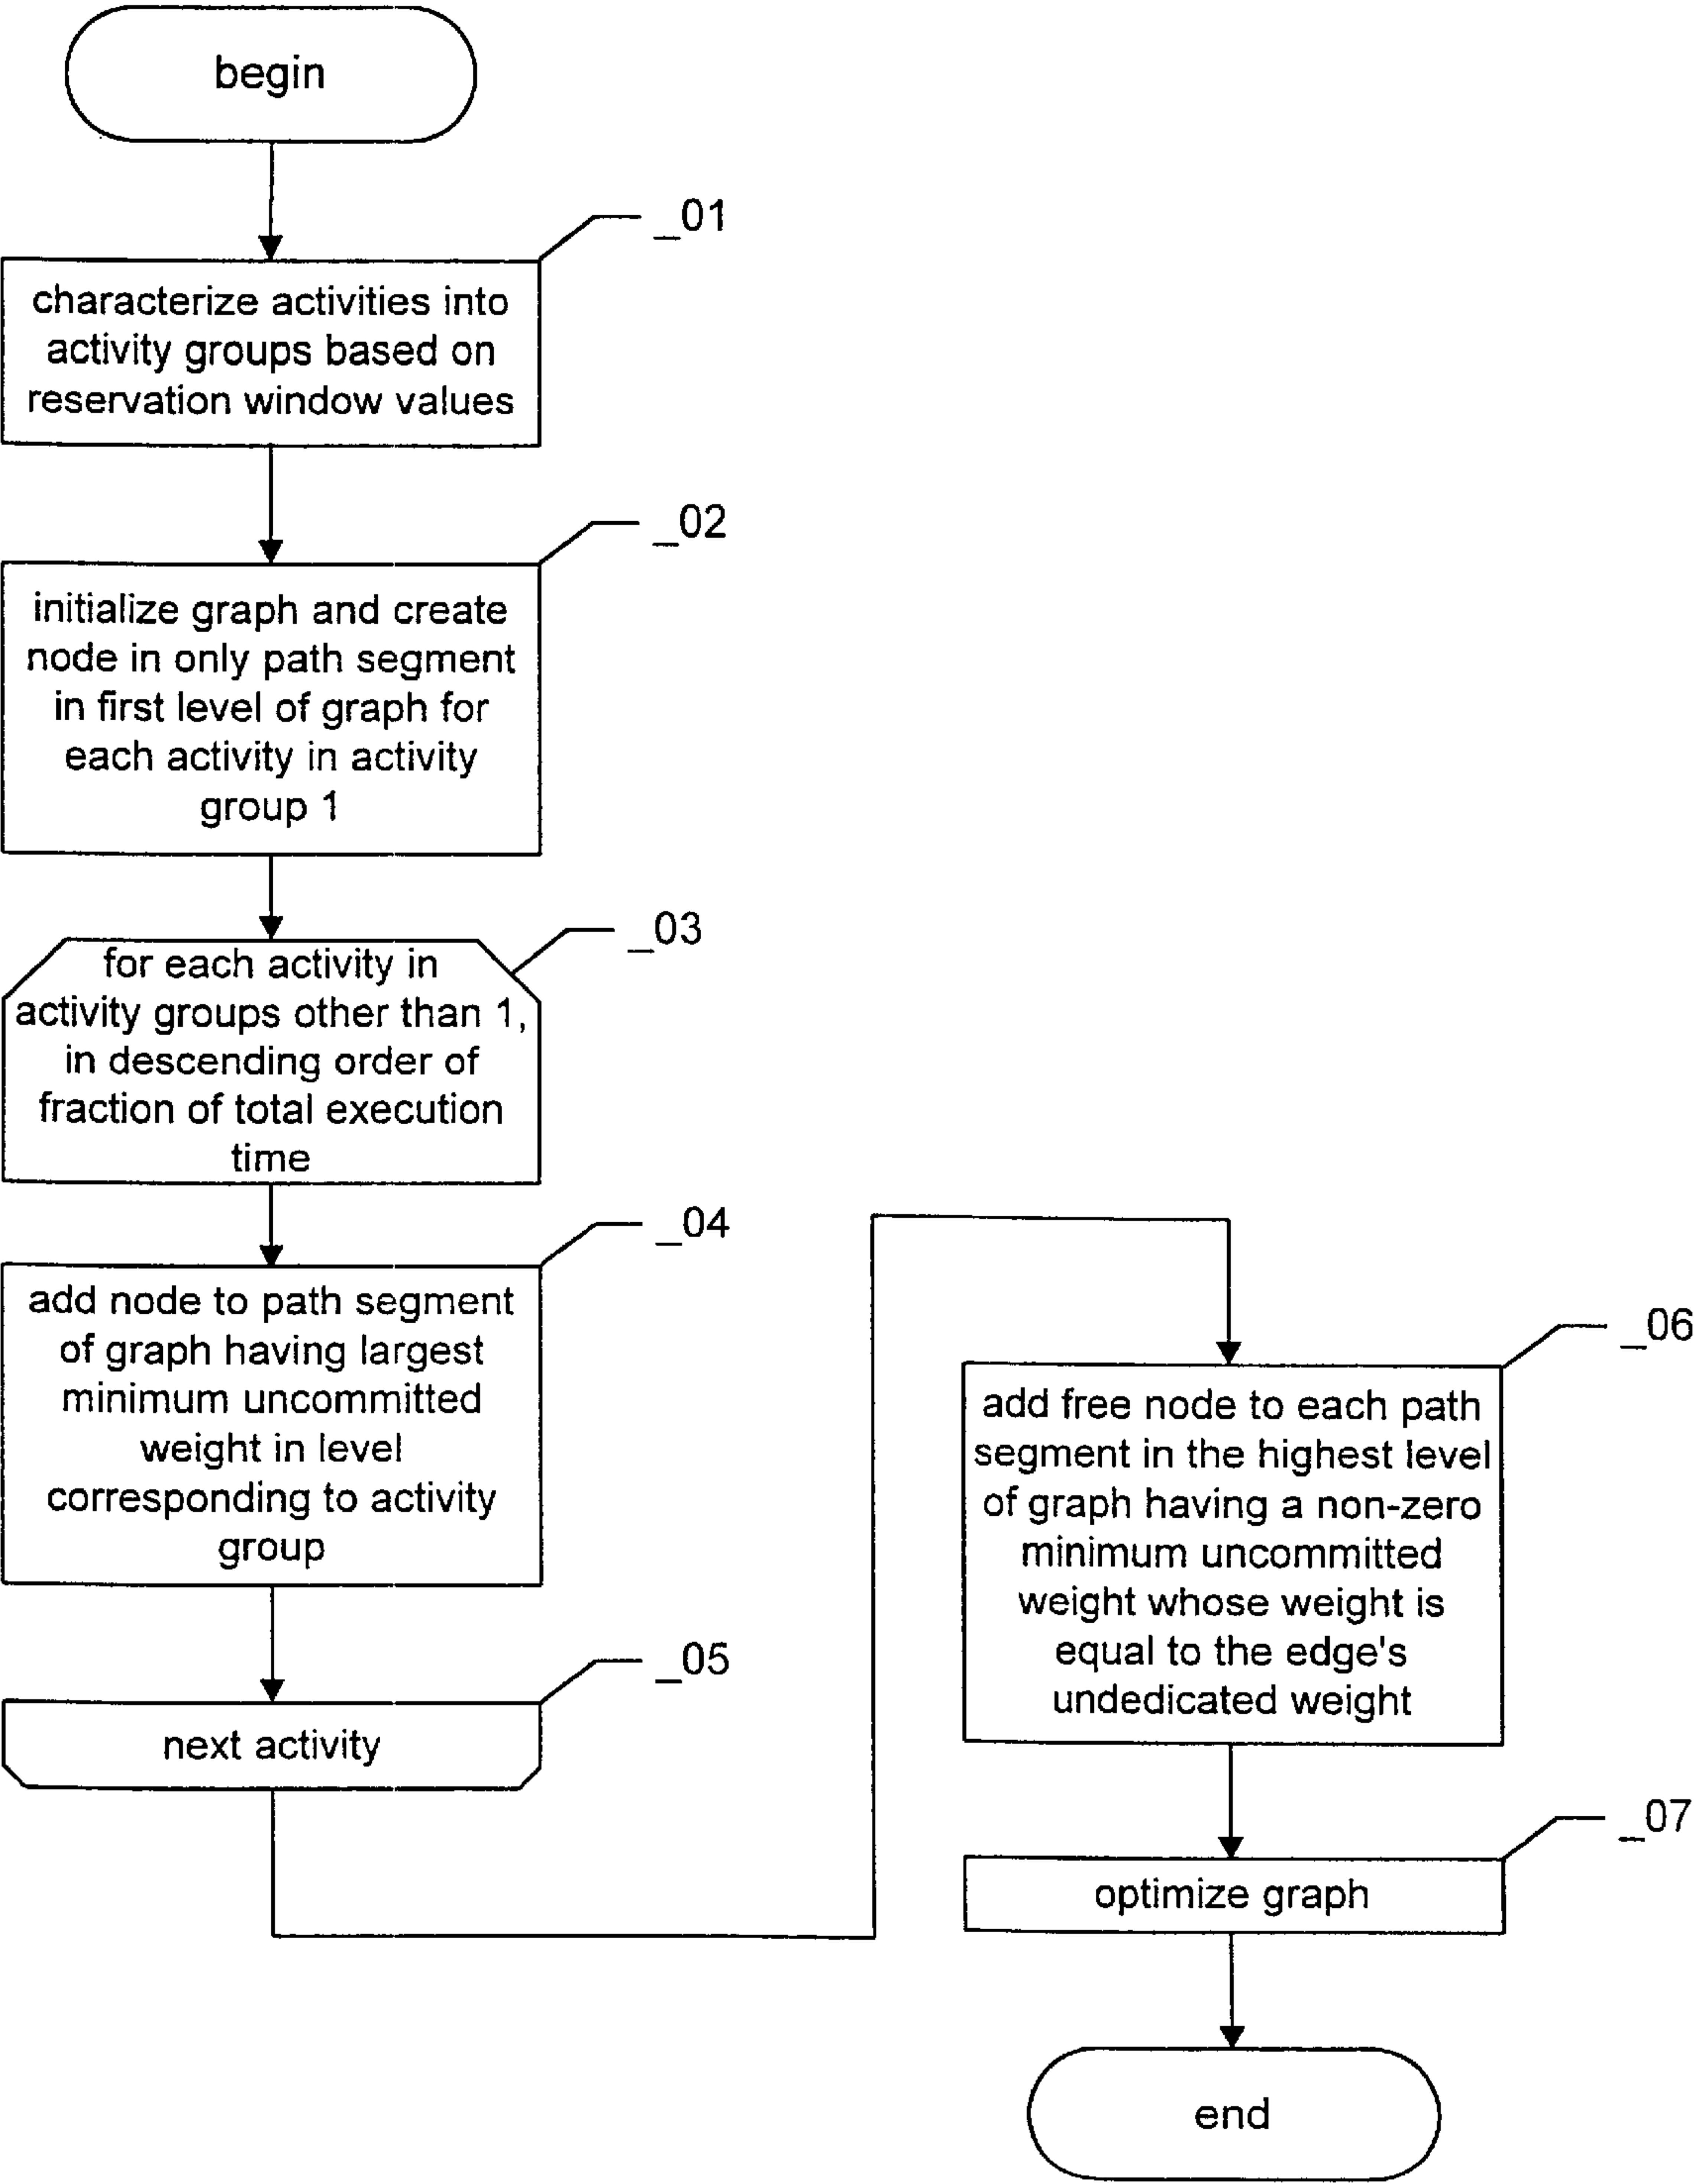 begin
_01
characterize activities into
activity groups based on
reservation window values
_02
initialize graph and create
node in only path segment
in first level of graph for
each activity in activity
group 1
_03
for each activity in
activity groups other than 1,
in descending order of
fraction of total execution
time
_04
add node to path segment
of graph having largest
minimum uncommitted
weight in level
corresponding to activity
group
_05
next activity
_06
add free node to each path
segment in the highest level
of graph having a non-zero
minimum uncommitted
weight whose weight is
equal to the edge's
undedicated weight
_07
optimize graph
end